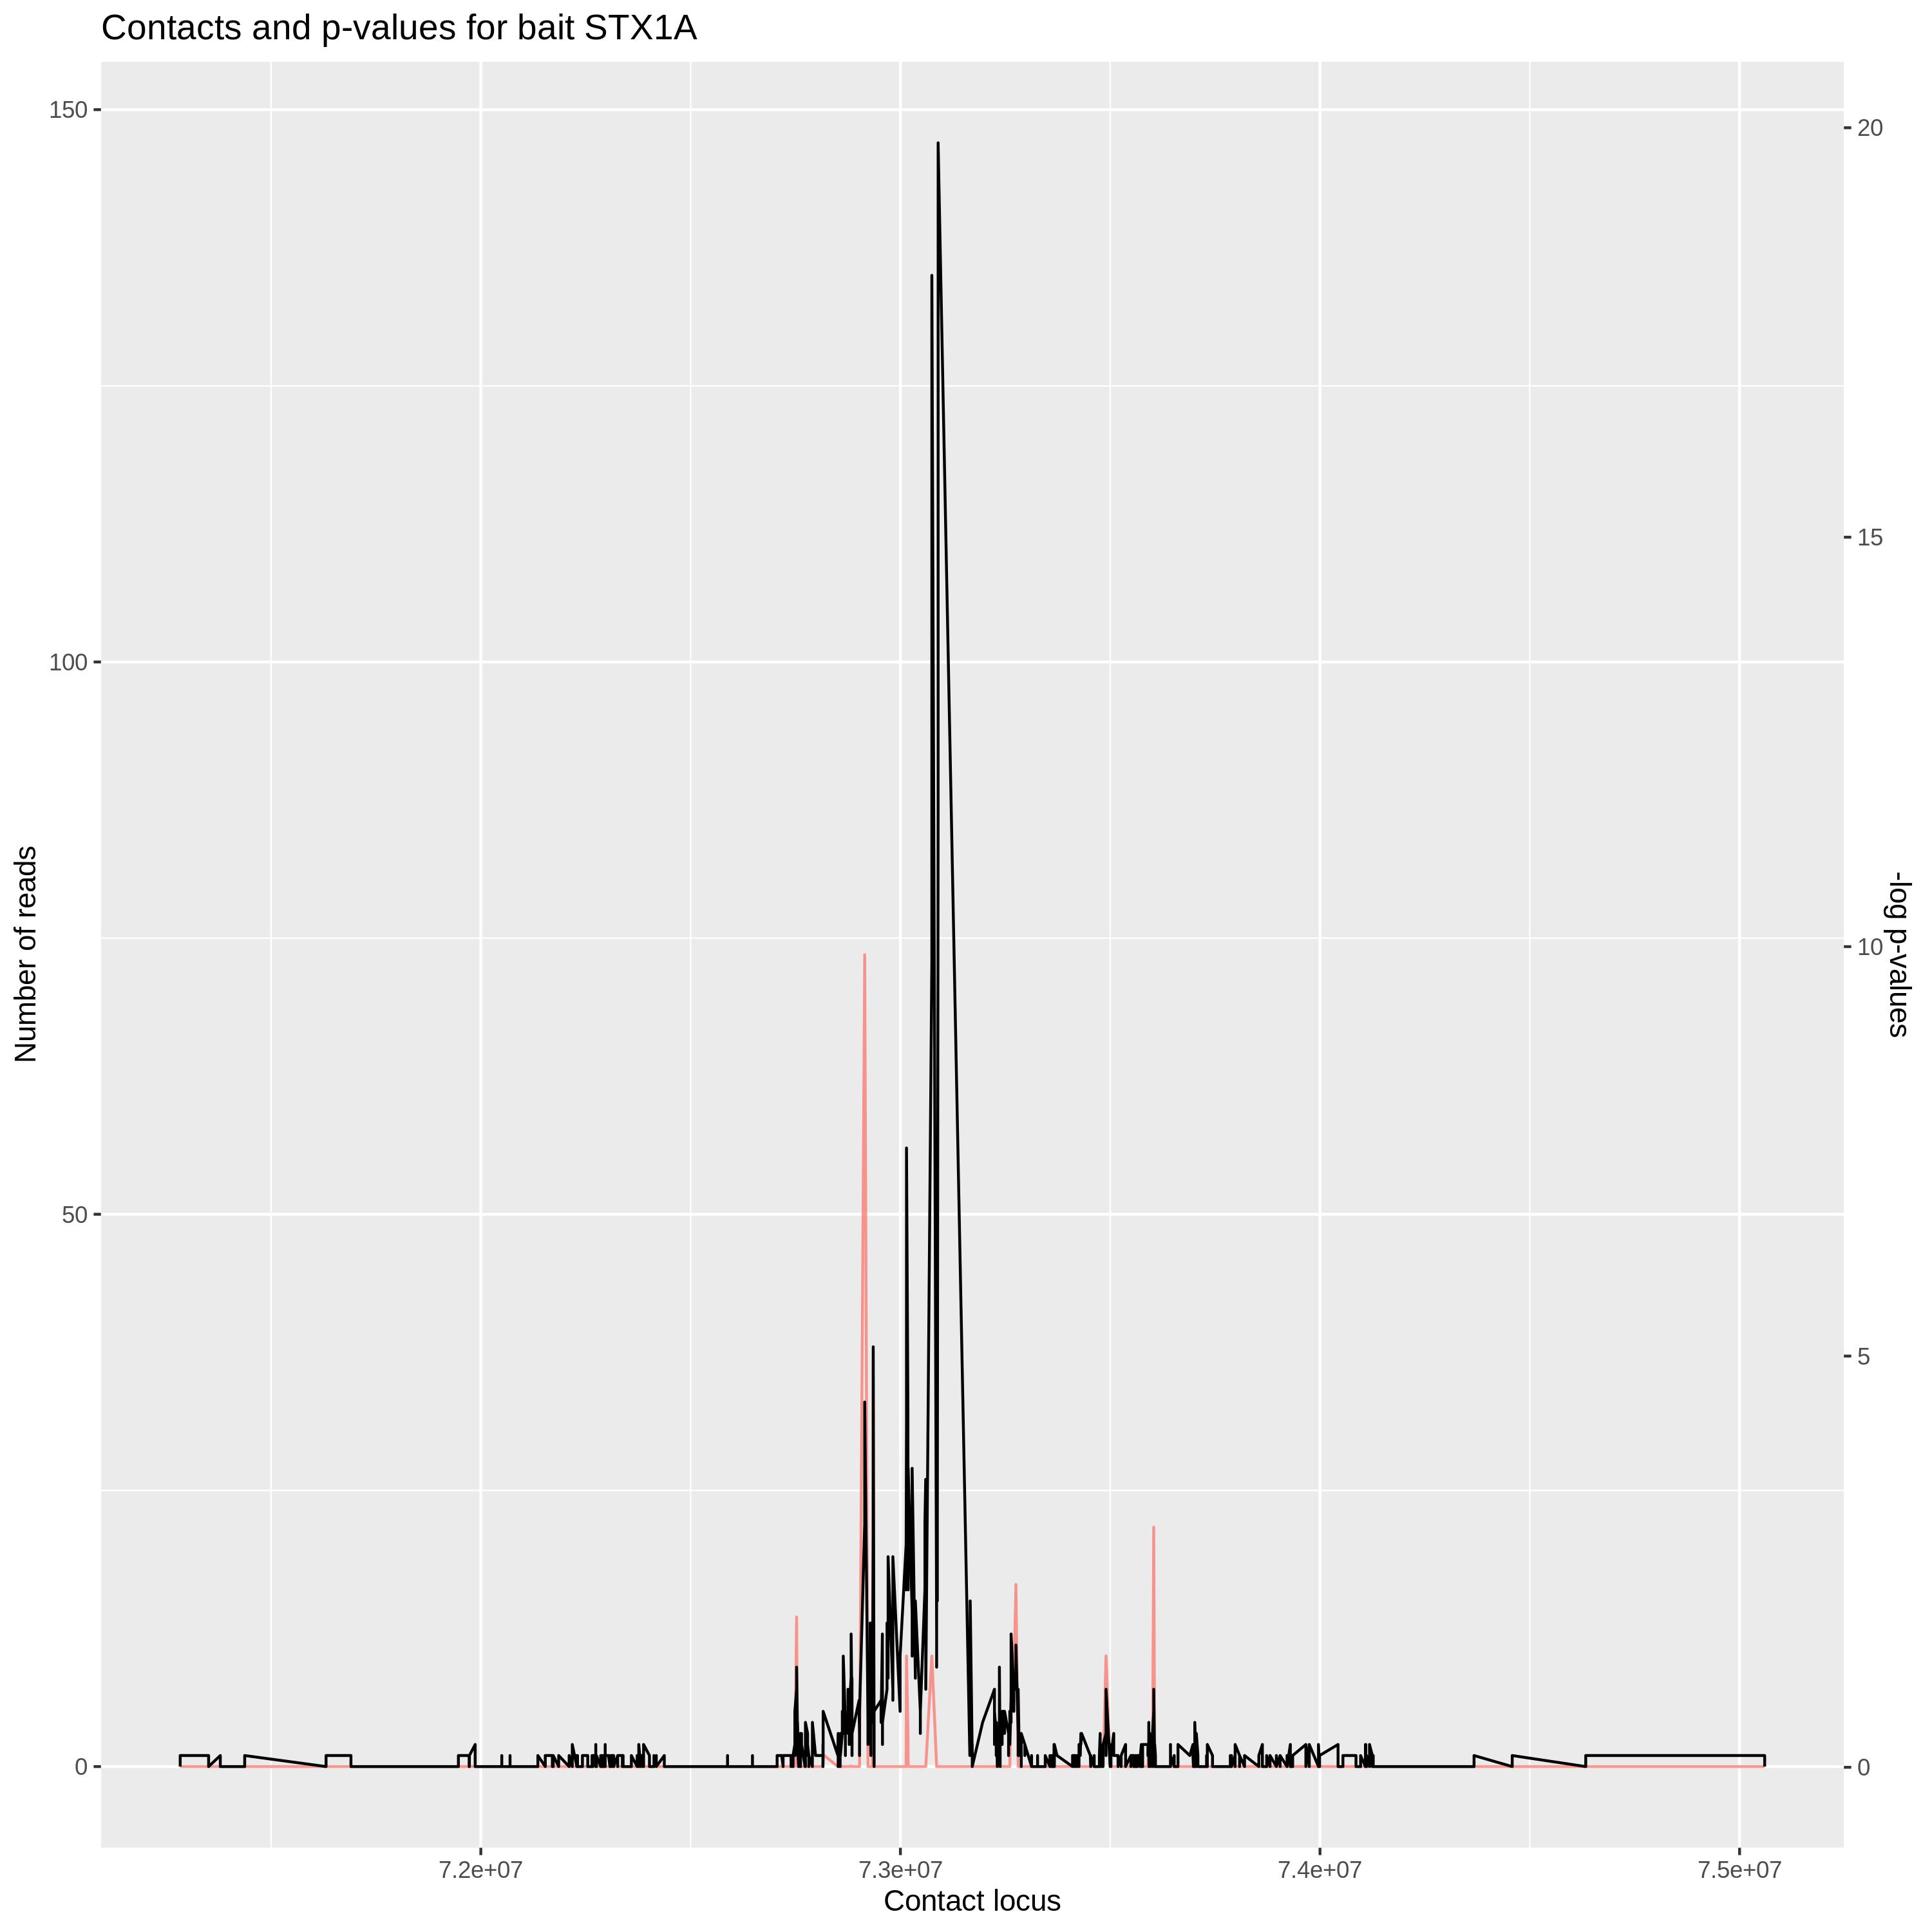 Contacts and p-values for bait STX1A
150
100
50
0
Number of reads
20
15
10
5
0
-log p-values
7.2e+07
7.3e+07
7.4e+07
7.5e+07
Contact locus